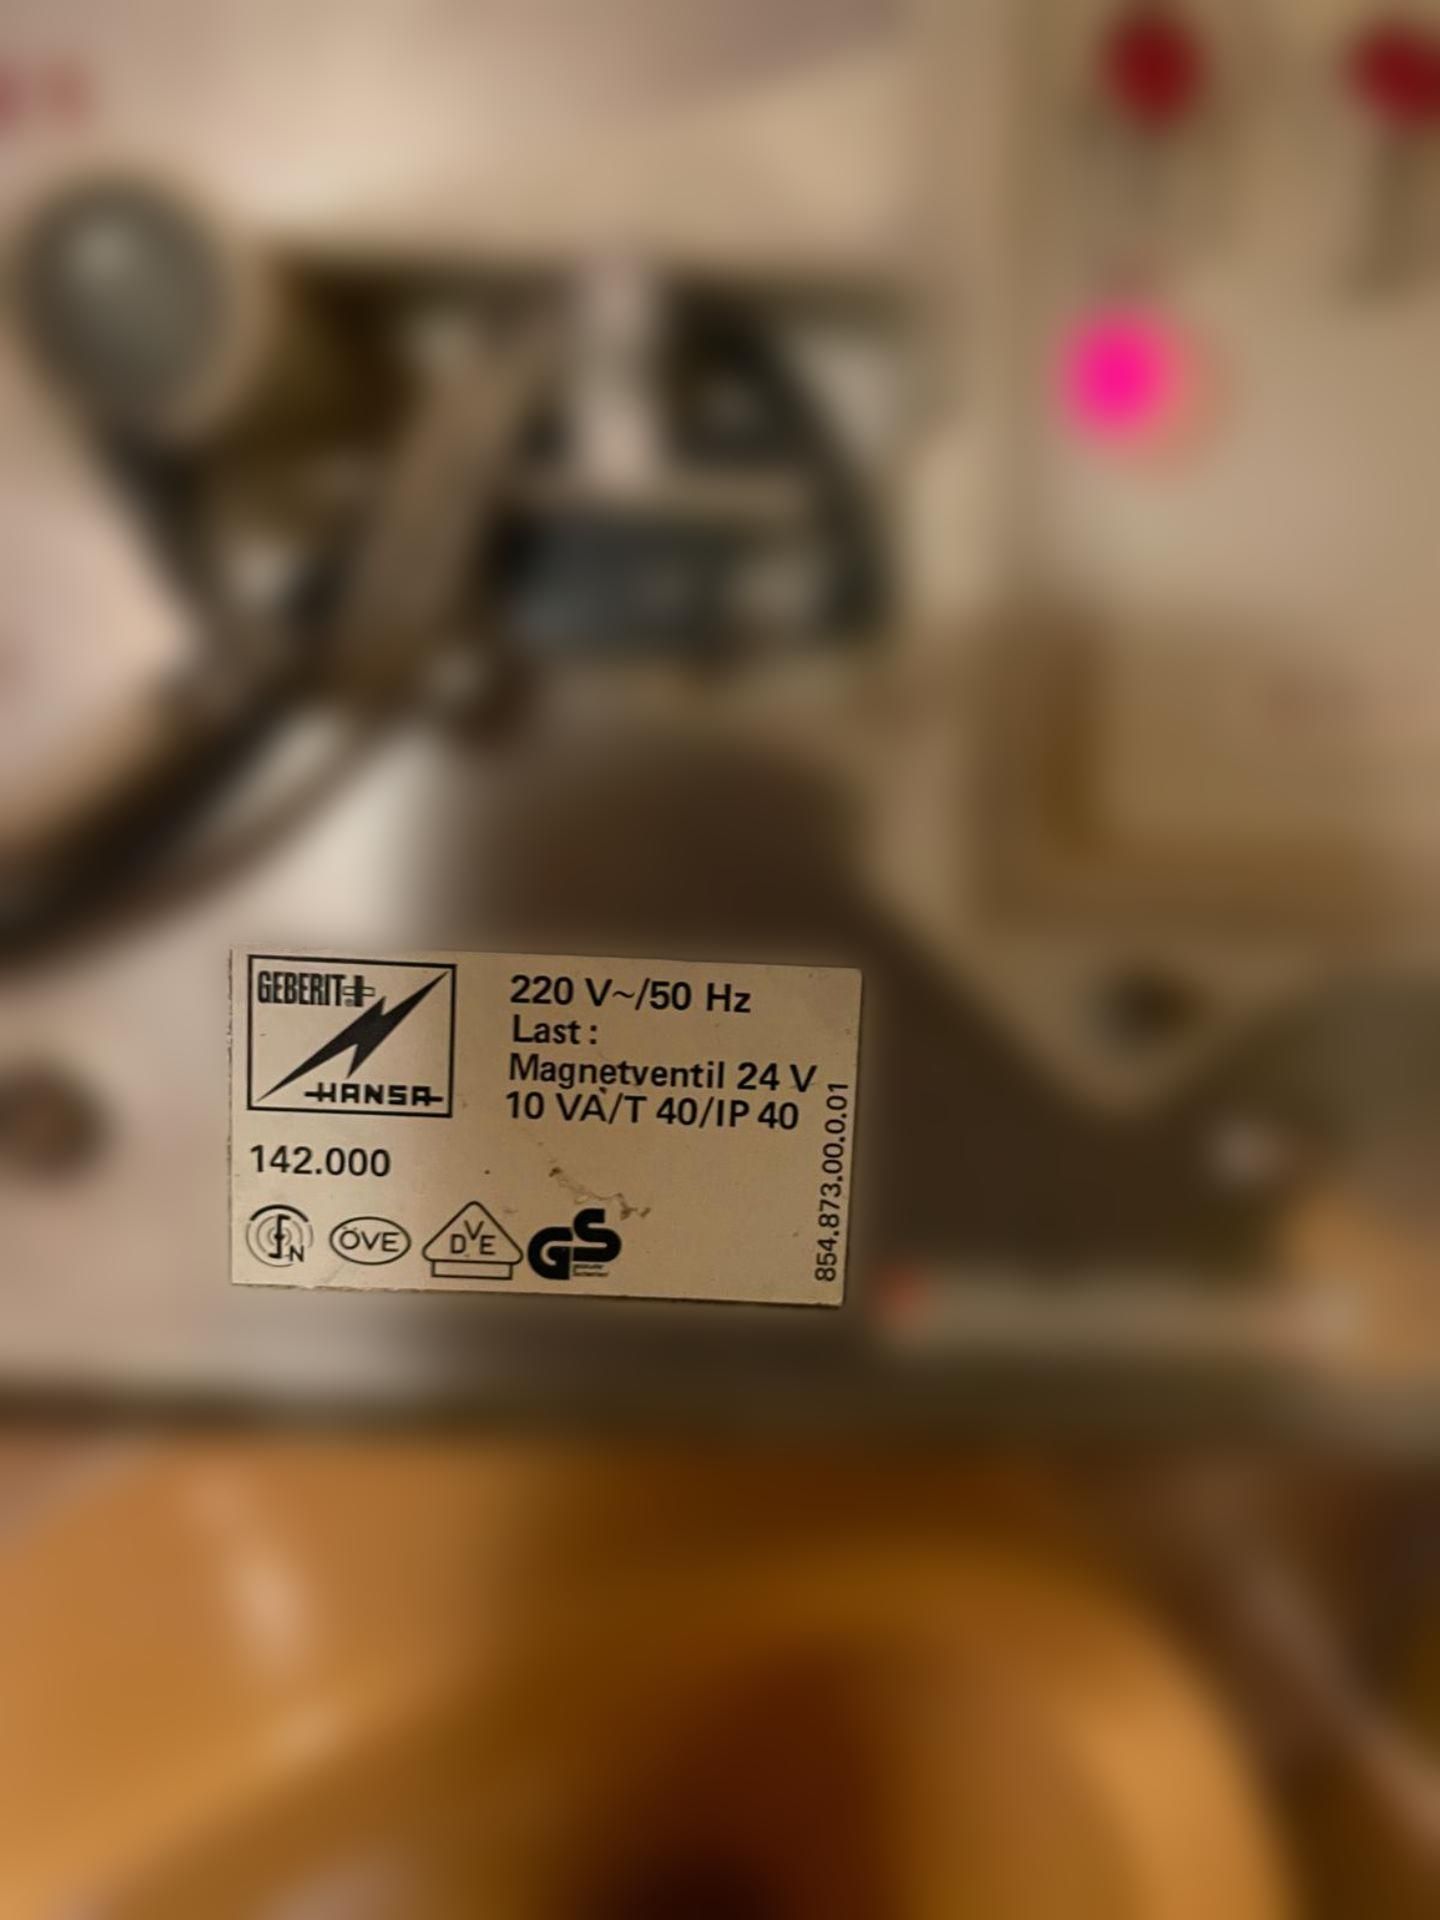 GEBERIT
HANSA
220 V~/50 Hz
Last:
Magnetventil 24 V
10 VA/T 40/IP 40
142.000
854.873.00.0.01
N
ÖVE
DVE
GS